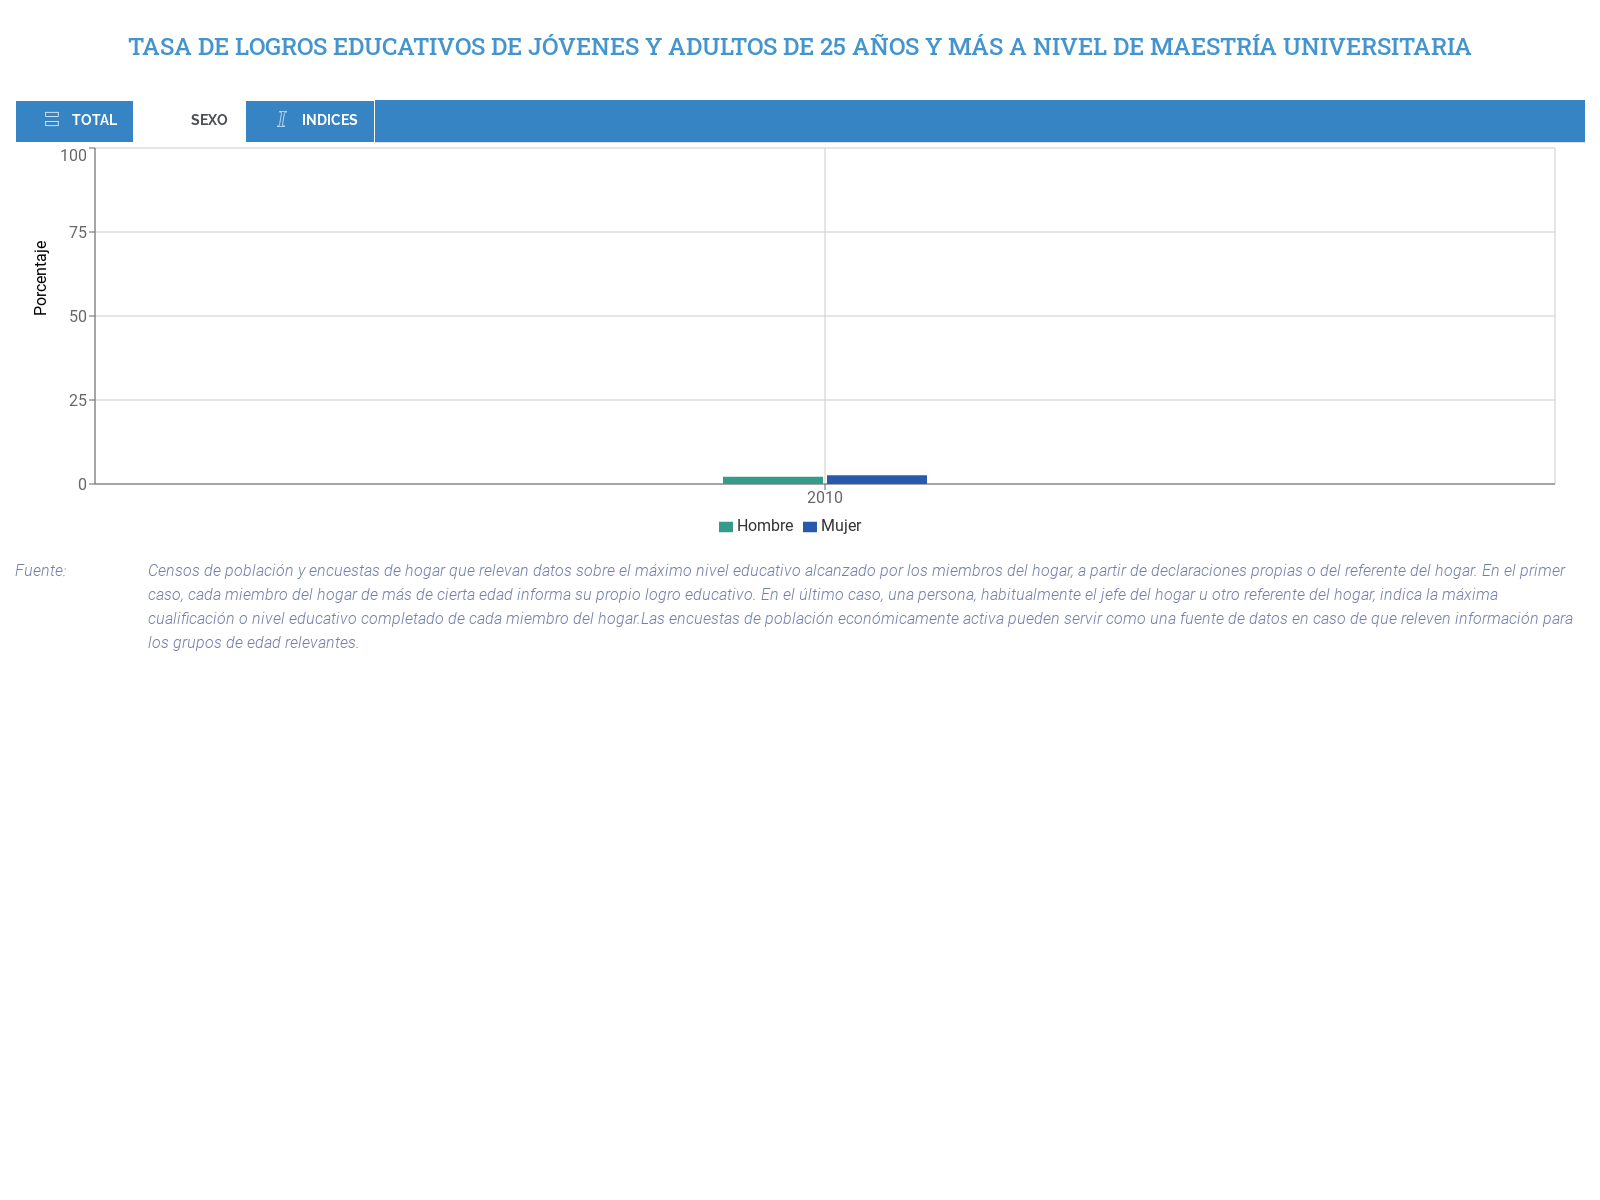 TASA DE LOGROS EDUCATIVOS DE JÓVENES Y ADULTOS DE 25 AÑOS Y MÁS A NIVEL DE MAESTRÍA UNIVERSITARIA
TOTAL
SEXO
INDICES
100
75
50
25
0
Porcentaje
2010
Hombre
Mujer
Fuente:
Censos de población y encuestas de hogar que relevan datos sobre el máximo nivel educativo alcanzado por los miembros del hogar, a partir de declaraciones propias o del referente del hogar. En el primer
caso, cada miembro del hogar de más de cierta edad informa su propio logro educativo. En el último caso, una persona, habitualmente el jefe del hogar u otro referente del hogar, indica la máxima
cualificación o nivel educativo completado de cada miembro del hogar.Las encuestas de población económicamente activa pueden servir como una fuente de datos en caso de que releven información para
los grupos de edad relevantes.